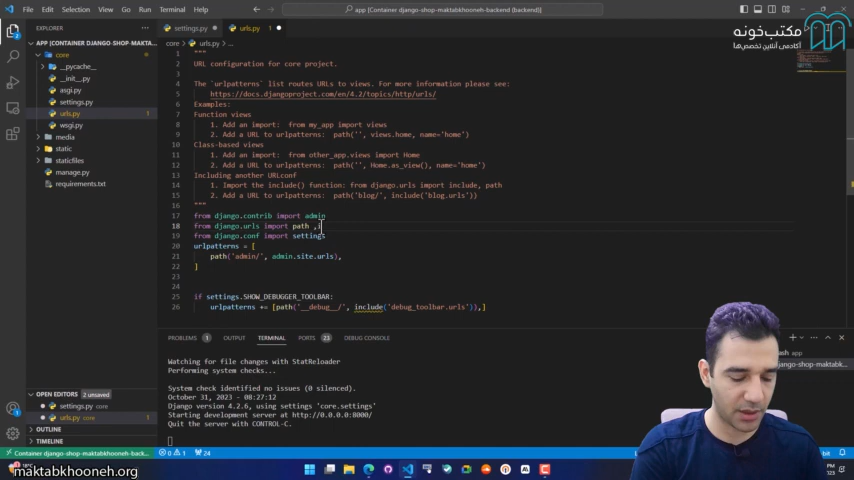 File Edit Selection View Go Run Terminal Help
app [Container django-shop-maktabkhooneh-backend (backend)]
مکتب‌خونه
آکادمی آنلاین تخصص‌ها
EXPLORER
APP [CONTAINER DJANGO-SHOP-MAKTAB...
core
__pycache__
__init__.py
asgi.py
settings.py
urls.py
wsgi.py
media
static
staticfiles
manage.py
requirements.txt
OPEN EDITORS 2 unsaved
settings.py core
urls.py core
OUTLINE
TIMELINE
settings.py
urls.py 1
core > urls.py > ...
1 """
2 URL configuration for core project.
3
4 The `urlpatterns` list routes URLs to views. For more information please see:
5 https://docs.djangoproject.com/en/4.2/topics/http/urls/
6 Examples:
7 Function views
8 1. Add an import: from my_app import views
9 2. Add a URL to urlpatterns: path('', views.home, name='home')
10 Class-based views
11 1. Add an import: from other_app.views import Home
12 2. Add a URL to urlpatterns: path('', Home.as_view(), name='home')
13 Including another URLconf
14 1. Import the include() function: from django.urls import include, path
15 2. Add a URL to urlpatterns: path('blog/', include('blog.urls'))
16 """
17 from django.contrib import admin
18 from django.urls import path ,i
19 from django.conf import settings
20 urlpatterns = [
21 path('admin/', admin.site.urls),
22 ]
23
24
25 if settings.SHOW_DEBUGGER_TOOLBAR:
26 urlpatterns += [path('__debug__/', include('debug_toolbar.urls')),]
PROBLEMS 1 OUTPUT TERMINAL PORTS 23 DEBUG CONSOLE
Watching for file changes with StatReloader
Performing system checks...
System check identified no issues (0 silenced).
October 31, 2023 - 08:27:12
Django version 4.2.6, using settings 'core.settings'
Starting development server at http://0.0.0.0:8000/
Quit the server with CONTROL-C.
app
django-shop-maktabk...
Container django-shop-maktabkhooneh-back...
0 1 24
maktabkhooneh.org